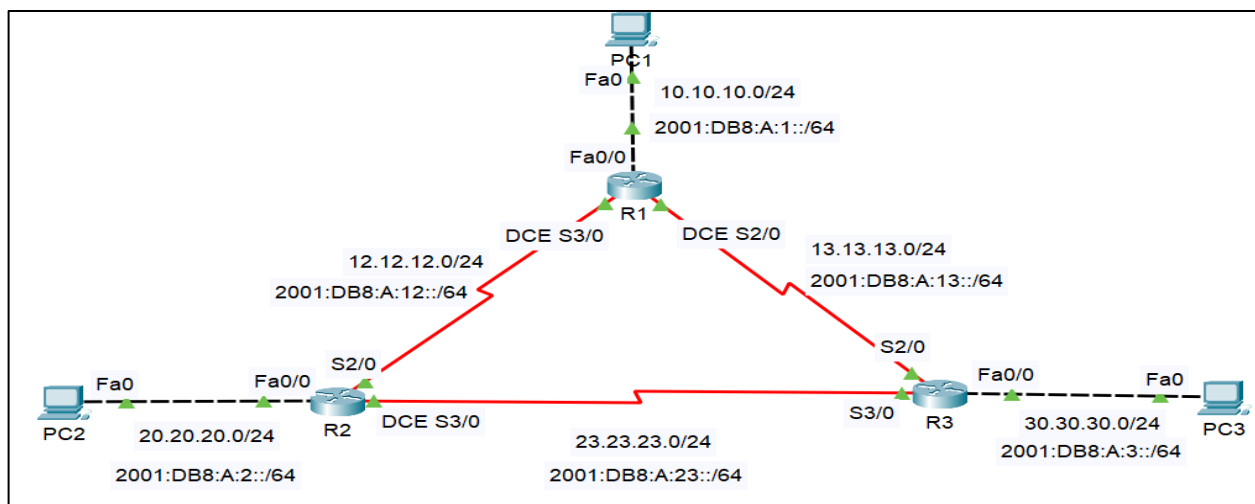 PC1
Fa0
10.10.10.0/24
2001:DB8:A:1::/64
Fa0/0
R1
DCE S3/0
DCE S2/0
12.12.12.0/24
2001:DB8:A:12::/64
13.13.13.0/24
2001:DB8:A:13::/64
S2/0
S2/0
Fa0
Fa0/0
Fa0/0
Fa0
PC2
R2
DCE S3/0
S3/0
R3
PC3
20.20.20.0/24
2001:DB8:A:2::/64
23.23.23.0/24
2001:DB8:A:23::/64
30.30.30.0/24
2001:DB8:A:3::/64